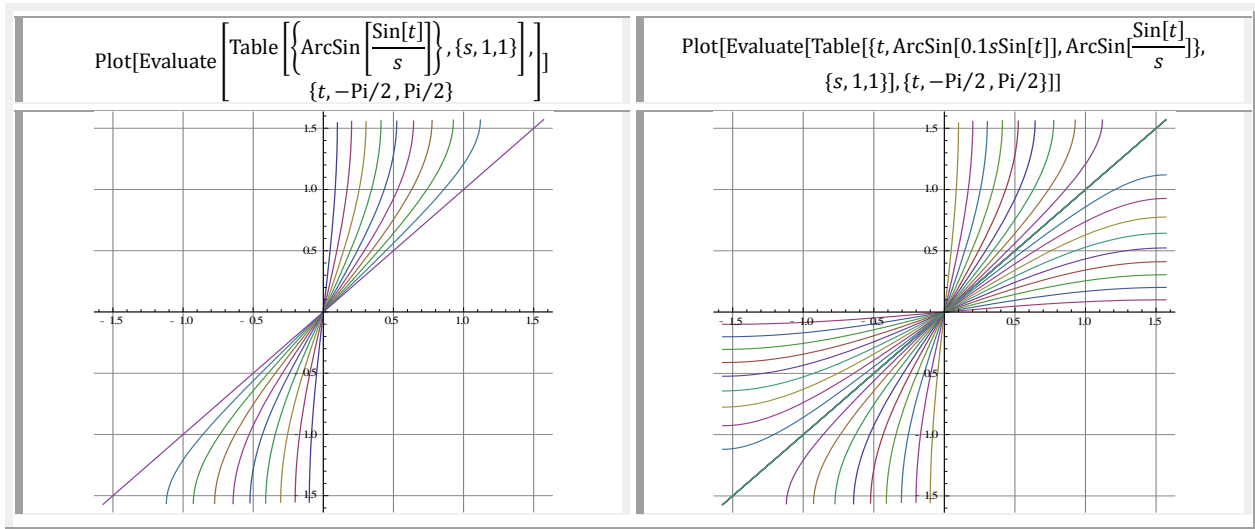 Plot[Evaluate[Table[{ArcSin[Sin[t]/s]},{s,1,1}],]]
{t,−Pi/2 ,Pi/2}
Plot[Evaluate[Table[{t,ArcSin[0.1sSin[t]],ArcSin[Sin[t]/s]},
{s,1,1}],{t,−Pi/2 ,Pi/2}]]
1.5
1.0
0.5
- 1.5 - 1.0 - 0.5 0.5 1.0 1.5
- 0.5
- 1.0
- 1.5
1.5
1.0
0.5
- 1.5 - 1.0 - 0.5 0.5 1.0 1.5
- 0.5
- 1.0
- 1.5